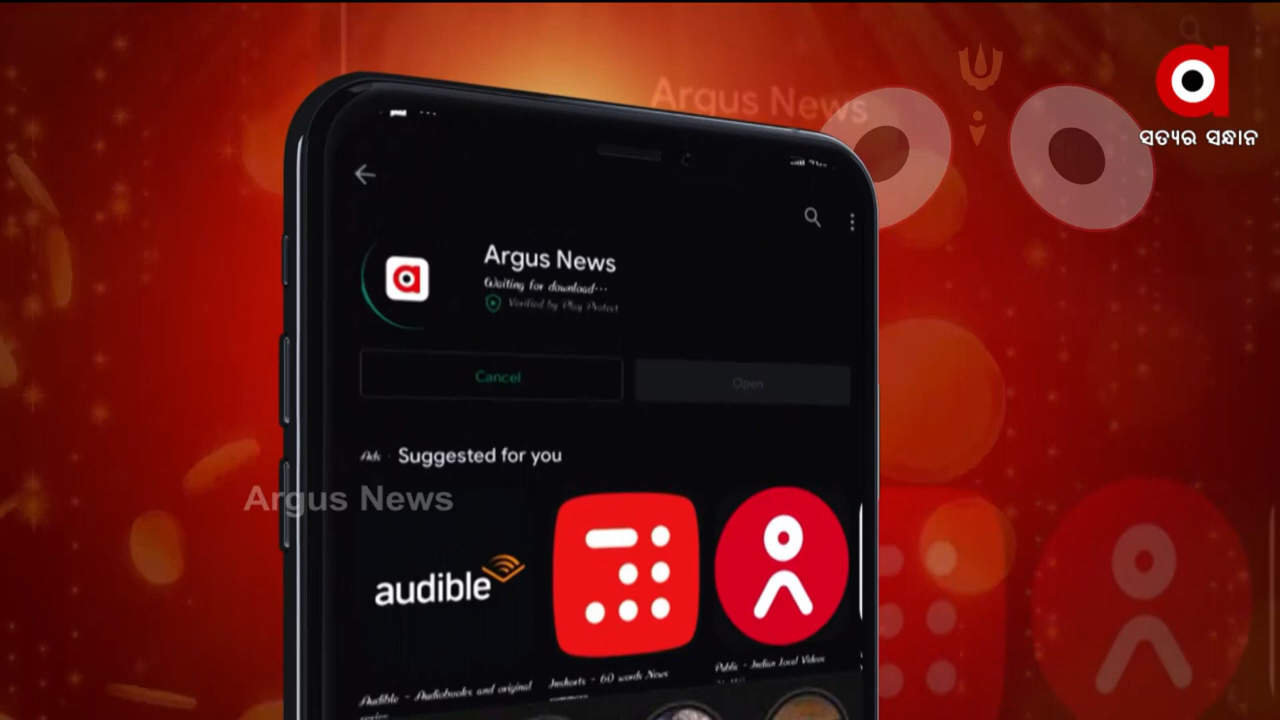 Argus News
ସତ୍ୟର ସନ୍ଧାନ
Argus News
Waiting for download...
Verified by Play Protect
Cancel
Open
Ads · Suggested for you
Argus News
audible
Audible - Audiobooks and original
Inshorts - 60 words News
Public - Indian Local Videos